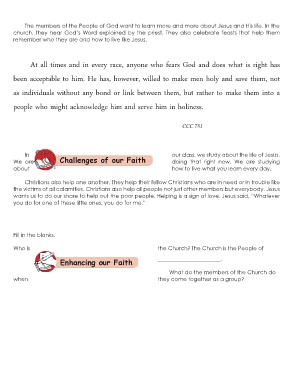 The members of the People of God want to learn more and more about Jesus and His life. In the
church, they hear God's Word explained by the priest. They also celebrate feasts that help them
remember who they are and how to live like Jesus.
At all times and in every race, anyone who fears God and does what is right has
been acceptable to him. He has, however, willed to make men holy and save them, not
as individuals without any bond or link between them, but rather to make them into a
people who might acknowledge him and serve him in holiness.
CCC 781
In our class, we study about the life of Jesus.
We are doing that right now. We are studying
about how to live what you learn every day.
Challenges of our Faith
Christians also help one another. They help their fellow Christians who are in need or in trouble like
the victims of all calamities. Christians also help all people not just other members but everybody. Jesus
wants us to do our share to help out the poor people. Helping is a sign of love. Jesus said, "Whatever
you do for one of these little ones, you do for me."
Fill in the blanks.
Who is the Church? The Church is the People of
____________.
Enhancing our Faith
What do the members of the Church do
when they come together as a group?